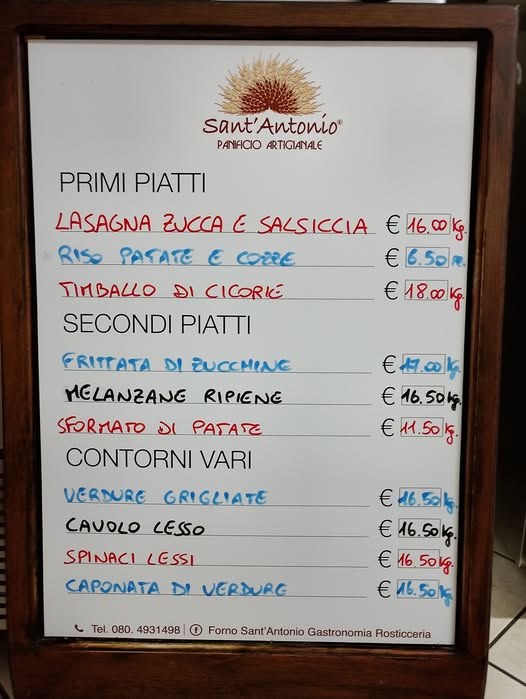 Sant'Antonio®
PANIFICIO ARTIGIANALE
PRIMI PIATTI
LASAGNA ZUCCA E SALSICCIA € 16.00 Kg.
RISO PATATE E COZZE € 6.50 pz.
TIMBALLO DI CICORIE € 18.00 Kg.
SECONDI PIATTI
FRITTATA DI ZUCCHINE € 17.00 Kg.
MELANZANE RIPIENE € 16.50 Kg.
SFORMATO DI PATATE € 11.50 Kg.
CONTORNI VARI
VERDURE GRIGLIATE € 16.50 Kg.
CAVOLO LESSO € 16.50 Kg.
SPINACI LESSI € 16.50 Kg.
CAPONATA DI VERDURE € 16.50 Kg.
Tel. 080. 4931498 | Forno Sant'Antonio Gastronomia Rosticceria